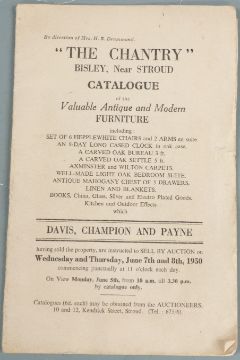 By direction of Mrs. H. B. Drummond.
"THE CHANTRY"
BISLEY, Near STROUD
CATALOGUE
of the
Valuable Antique and Modern
FURNITURE
including
SET OF 6 HEPPLEWHITE CHAIRS and 2 ARMS en suite
AN 8-DAY LONG CASED CLOCK in oak case,
A CARVED OAK BUREAU 3 ft.
A CARVED OAK SETTLE 5 ft.
AXMINSTER and WILTON CARPETS,
WELL-MADE LIGHT OAK BEDROOM SUITE,
ANTIQUE MAHOGANY CHEST OF 5 DRAWERS,
LINEN AND BLANKETS,
BOOKS, China, Glass, Silver and Electro Plated Goods,
Kitchen and Outdoor Effects
which
DAVIS, CHAMPION AND PAYNE
having sold the property, are instructed to SELL BY AUCTION on
Wednesday and Thursday, June 7th and 8th, 1950
commencing punctually at 11 o'clock each day.
On View Monday, June 5th, from 10 a.m. till 3.30 p.m.
by catalogue only.
Catalogues (6d. each) may be obtained from the AUCTIONEERS,
10 and 12, Kendrick Street, Stroud. (Tel.